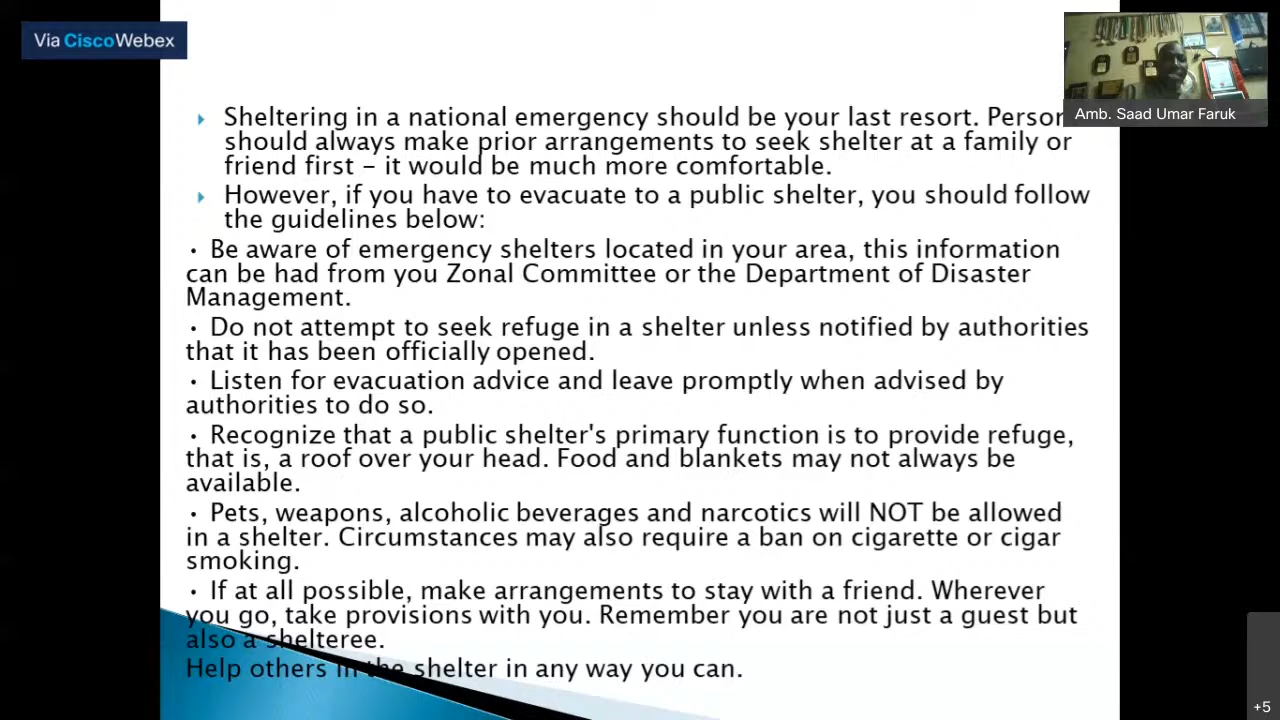 Via Cisco Webex
Amb. Saad Umar Faruk
Sheltering in a national emergency should be your last resort. Person
should always make prior arrangements to seek shelter at a family or
friend first – it would be much more comfortable.
However, if you have to evacuate to a public shelter, you should follow
the guidelines below:
• Be aware of emergency shelters located in your area, this information
can be had from you Zonal Committee or the Department of Disaster
Management.
• Do not attempt to seek refuge in a shelter unless notified by authorities
that it has been officially opened.
• Listen for evacuation advice and leave promptly when advised by
authorities to do so.
• Recognize that a public shelter's primary function is to provide refuge,
that is, a roof over your head. Food and blankets may not always be
available.
• Pets, weapons, alcoholic beverages and narcotics will NOT be allowed
in a shelter. Circumstances may also require a ban on cigarette or cigar
smoking.
• If at all possible, make arrangements to stay with a friend. Wherever
you go, take provisions with you. Remember you are not just a guest but
also a shelteree.
Help others in the shelter in any way you can.
+5